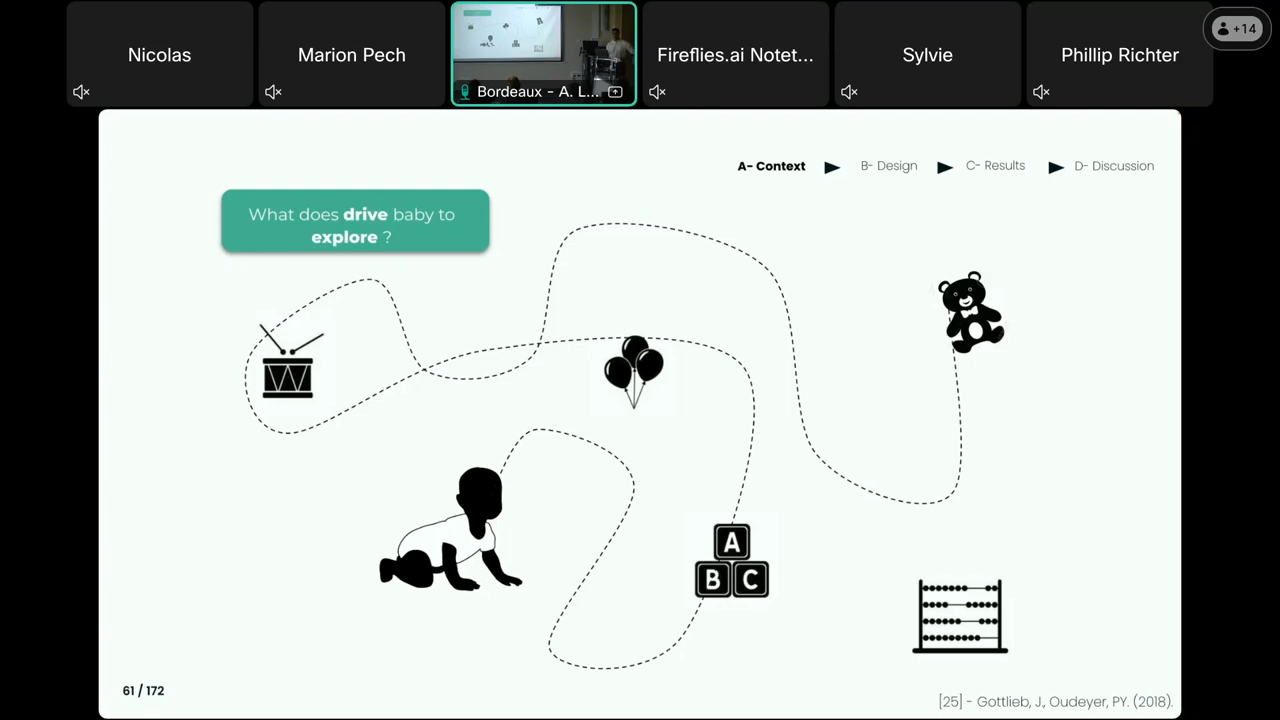 Nicolas
Marion Pech
Bordeaux - A. L...
Fireflies.ai Notet...
Sylvie
Phillip Richter
+14
A- Context
B- Design
C- Results
D- Discussion
What does drive baby to
explore ?
A
B C
61 / 172
[25] - Gottlieb, J., Oudeyer, PY. (2018).